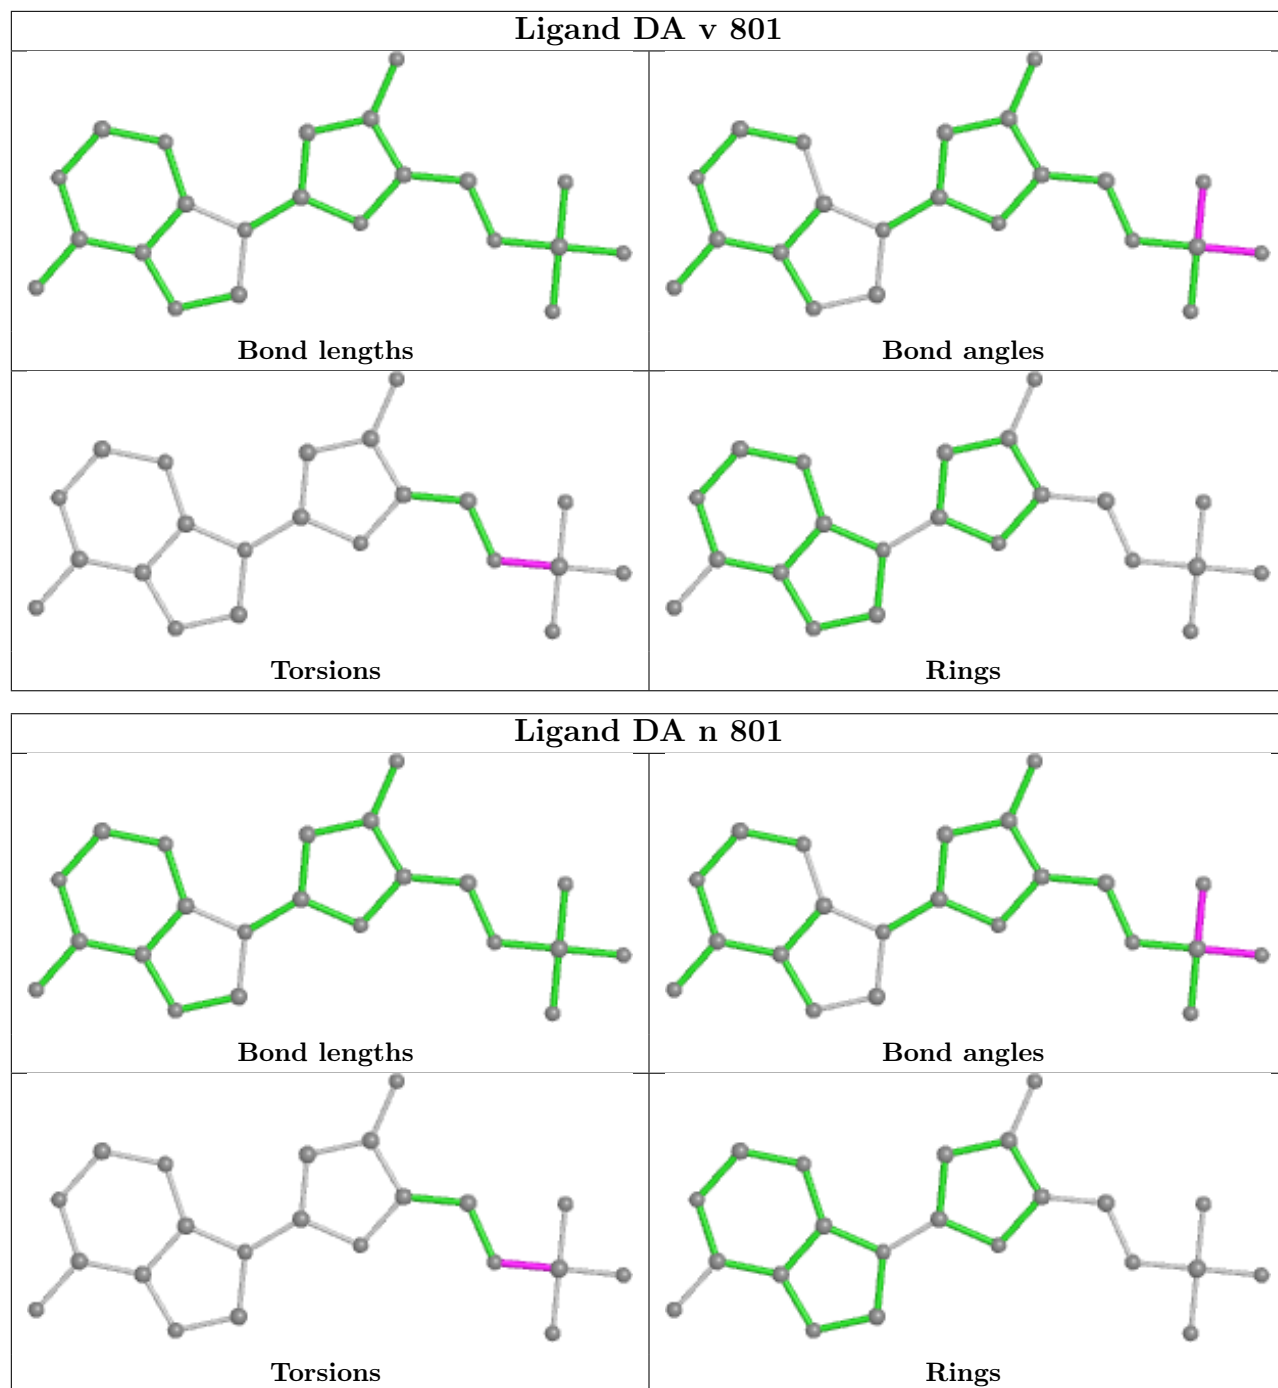 Ligand DA v 801
Bond lengths
Bond angles
Torsions
Rings
Ligand DA n 801
Bond lengths
Bond angles
Torsions
Rings